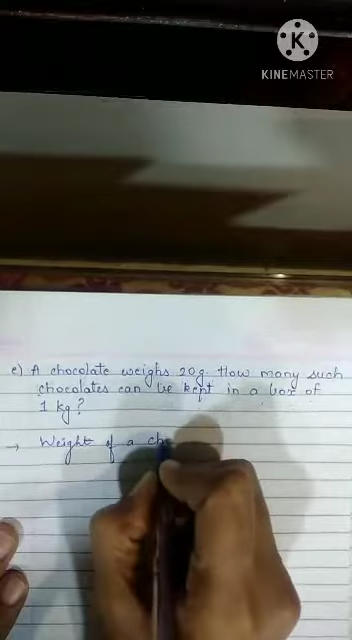 K
KINEMASTER
e) A chocolate weighs 20g. How many such
chocolates can be kept in a box of
1 kg?
→ Weight of a ch